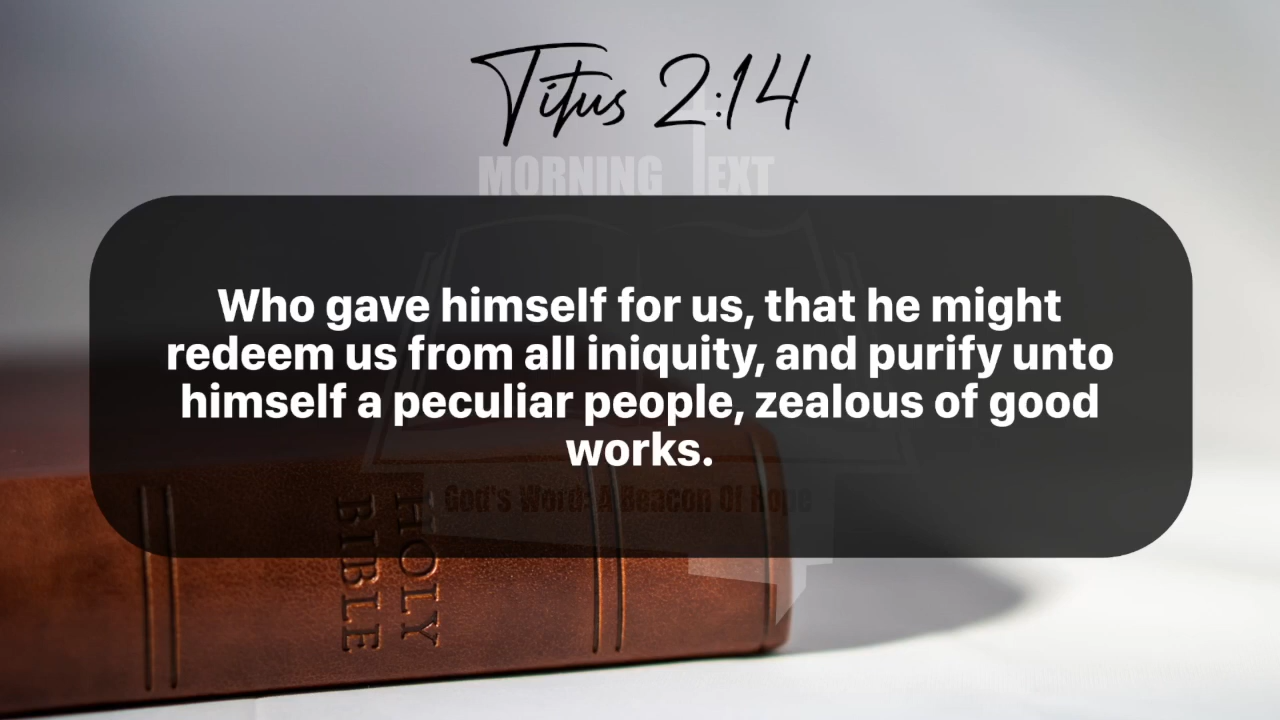 Titus 2:14
MORNING TEXT
Who gave himself for us, that he might
redeem us from all iniquity, and purify unto
himself a peculiar people, zealous of good
works.
God's Word: A Beacon Of Hope
HOLY
BIBLE